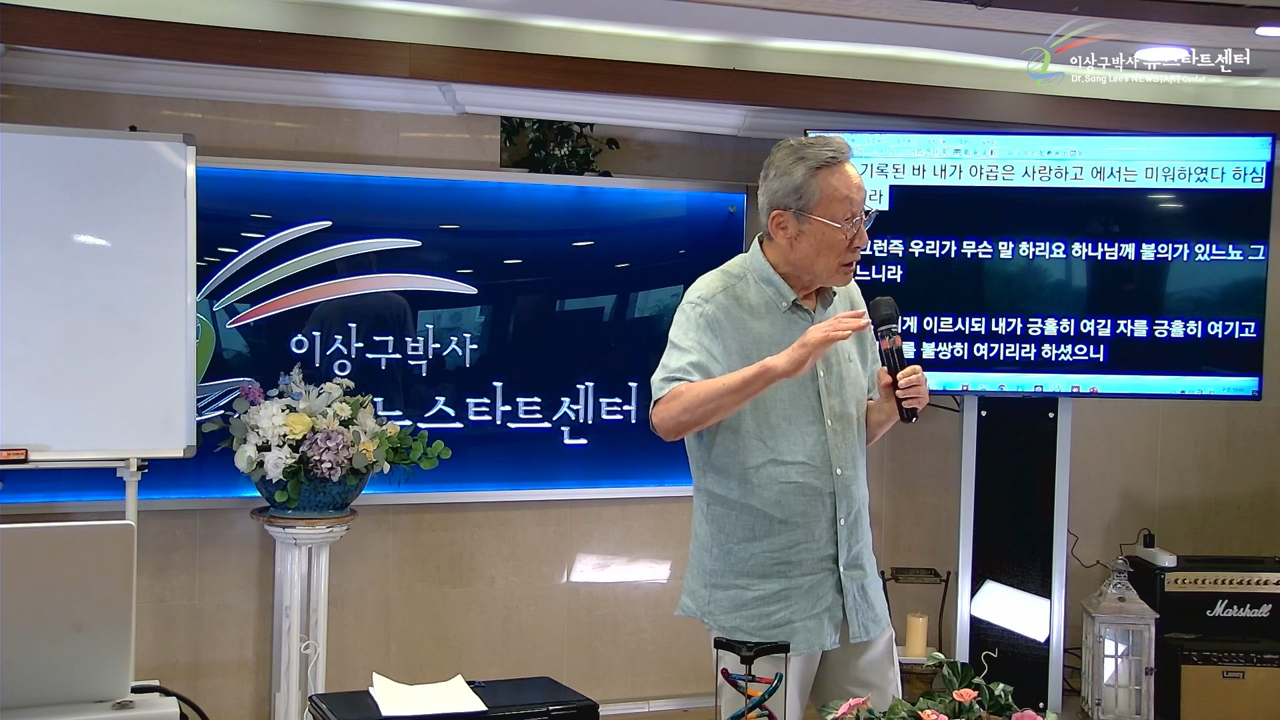 이상구박사 뉴스타트센터
Dr.Sang Lee's NEWSTART Center
기록된 바 내가 야곱은 사랑하고 에서는 미워하였다 하심
라
그런즉 우리가 무슨 말 하리요 하나님께 불의가 있느뇨 그
느니라
이르시되 내가 긍휼히 여길 자를 긍휼히 여기고
를 불쌍히 여기리라 하셨으니
이상구박사
뉴스타트센터
Marshall
Laney